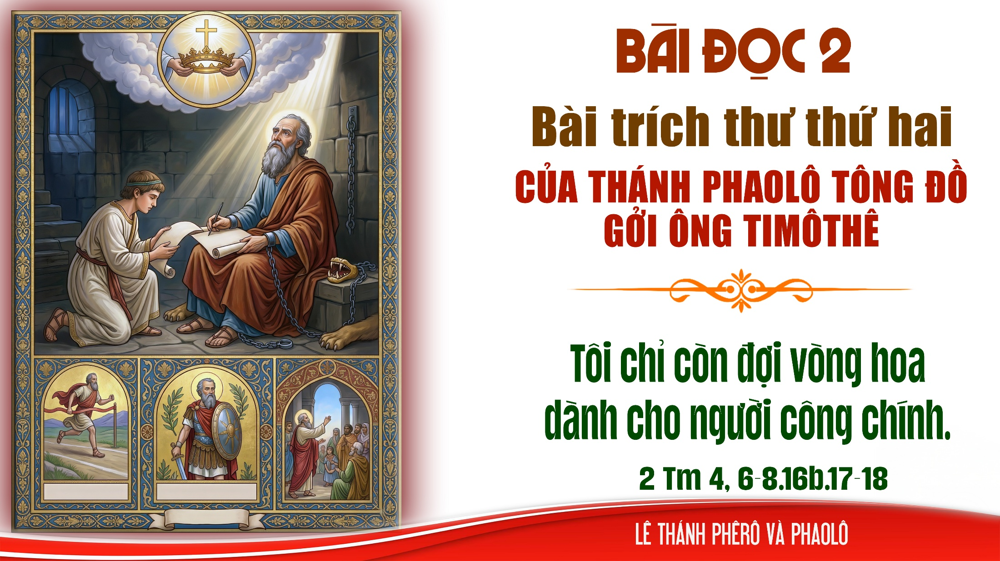 BÀI ĐỌC 2
Bài trích thư thứ hai
CỦA THÁNH PHAOLÔ TÔNG ĐỒ
GỞI ÔNG TIMÔTHÊ
Tôi chỉ còn đợi vòng hoa
dành cho người công chính.
2 Tm 4, 6-8.16b.17-18
LÊ THÁNH PHÊRÔ VÀ PHAOLÔ